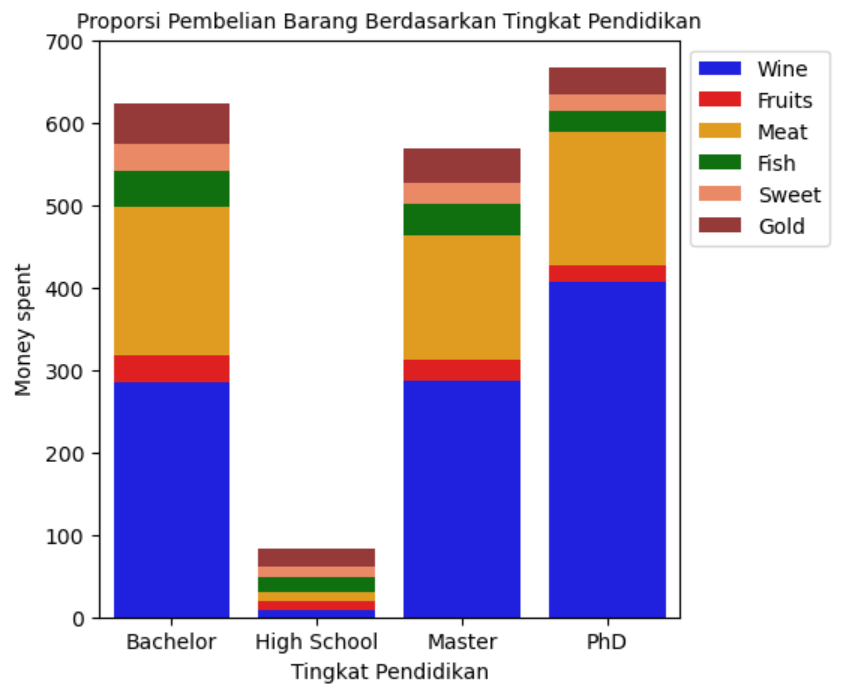 Proporsi Pembelian Barang Berdasarkan Tingkat Pendidikan
700
600
500
400
300
200
100
0
Money spent
Bachelor
High School
Master
PhD
Tingkat Pendidikan
Wine
Fruits
Meat
Fish
Sweet
Gold